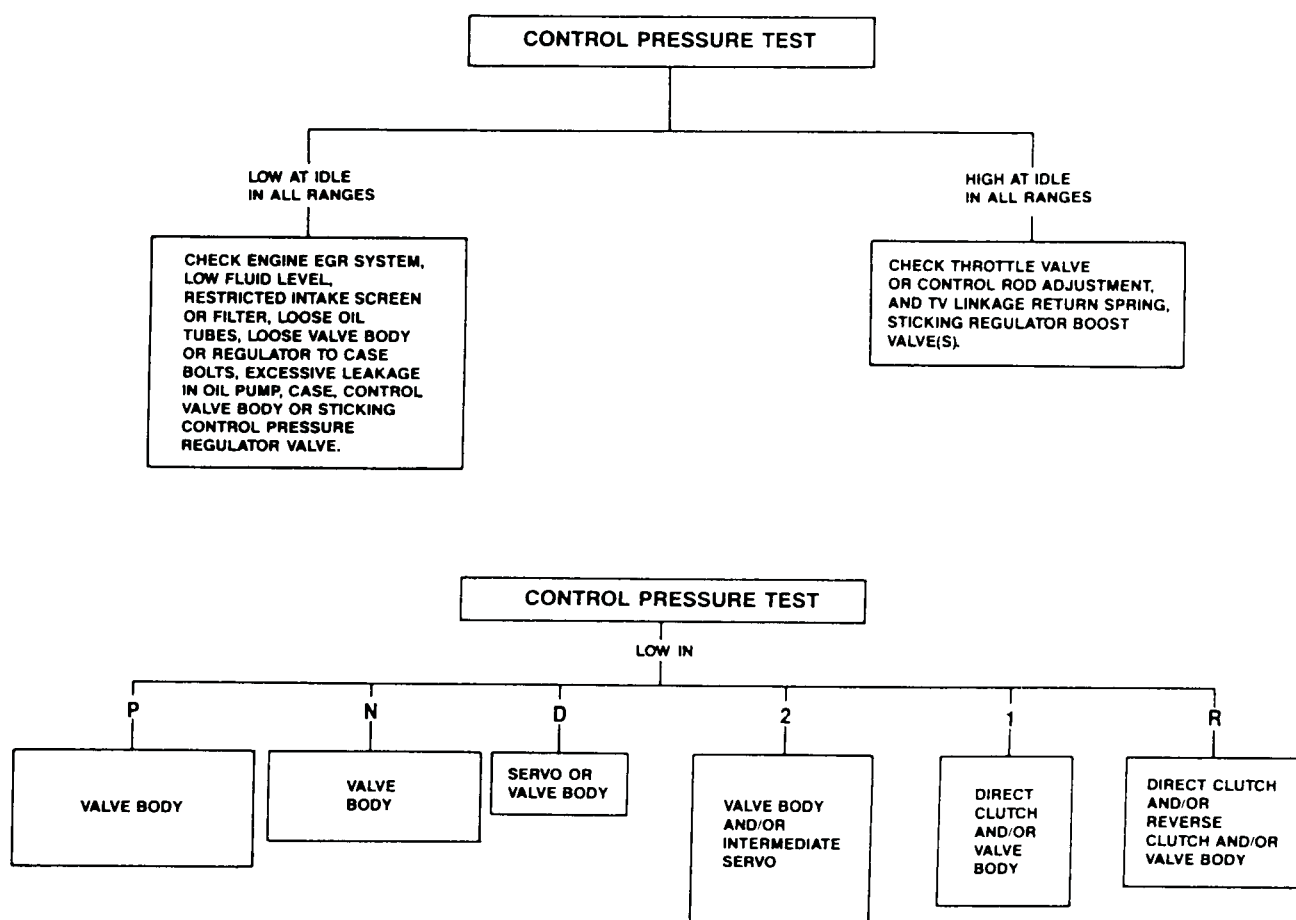 CONTROL PRESSURE TEST
LOW AT IDLE
IN ALL RANGES
HIGH AT IDLE
IN ALL RANGES
CHECK ENGINE EGR SYSTEM,
LOW FLUID LEVEL,
RESTRICTED INTAKE SCREEN
OR FILTER, LOOSE OIL
TUBES, LOOSE VALVE BODY
OR REGULATOR TO CASE
BOLTS, EXCESSIVE LEAKAGE
IN OIL PUMP, CASE, CONTROL
VALVE BODY OR STICKING
CONTROL PRESSURE
REGULATOR VALVE.
CHECK THROTTLE VALVE
OR CONTROL ROD ADJUSTMENT,
AND TV LINKAGE RETURN SPRING,
STICKING REGULATOR BOOST
VALVE(S).
CONTROL PRESSURE TEST
LOW IN
P
N
D
2
1
R
VALVE BODY
VALVE
BODY
SERVO OR
VALVE BODY
VALVE BODY
AND/OR
INTERMEDIATE
SERVO
DIRECT
CLUTCH
AND/OR
VALVE
BODY
DIRECT CLUTCH
AND/OR
REVERSE
CLUTCH AND/OR
VALVE BODY